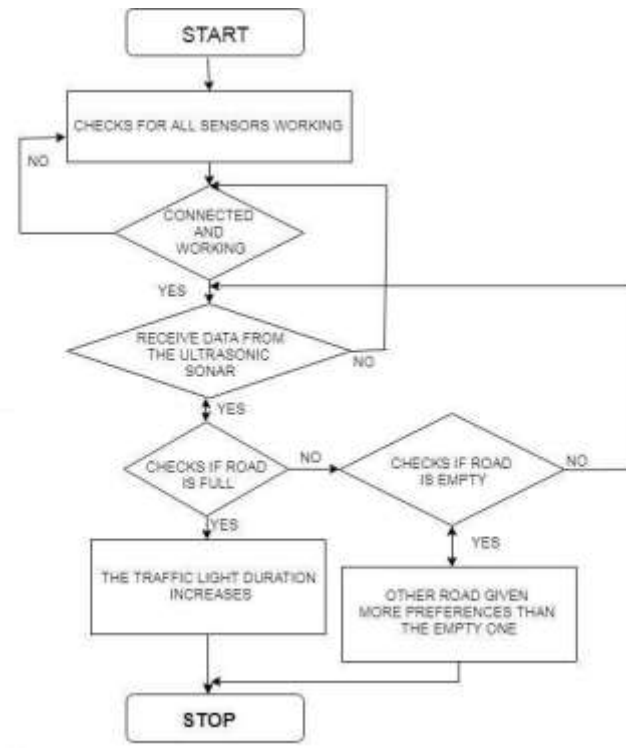 START
CHECKS FOR ALL SENSORS WORKING
NO
CONNECTED
AND
WORKING
YES
RECEIVE DATA FROM
THE ULTRASONIC
SONAR
NO
YES
CHECKS IF ROAD
IS FULL
NO
CHECKS IF ROAD
IS EMPTY
NO
YES
YES
THE TRAFFIC LIGHT DURATION
INCREASES
OTHER ROAD GIVEN
MORE PREFERENCES THAN
THE EMPTY ONE
STOP